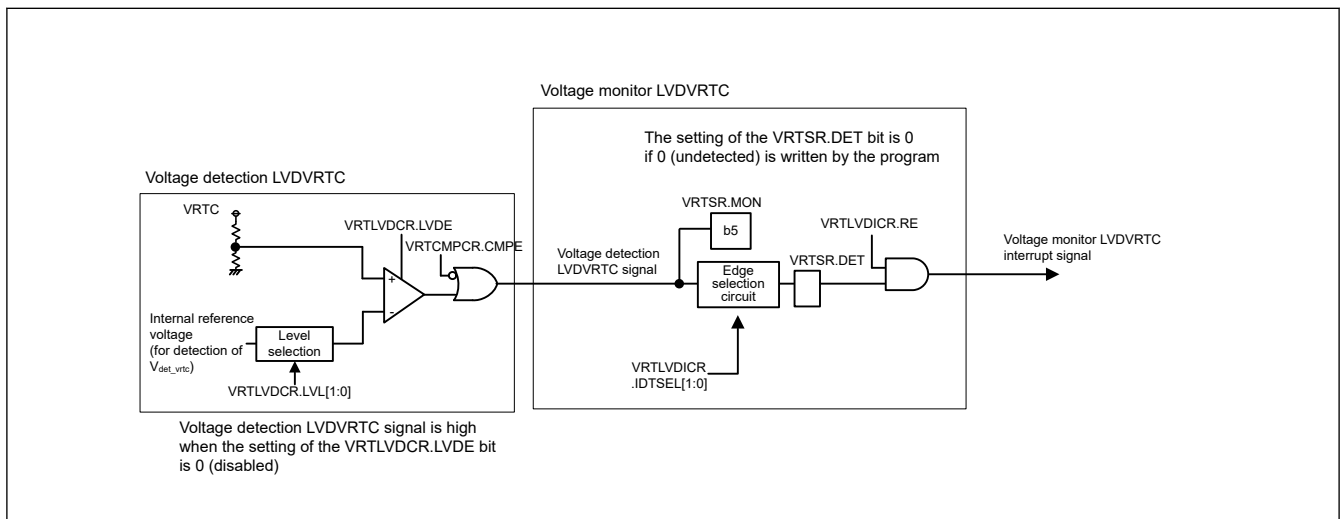 Voltage monitor LVDVRTC
The setting of the VRTSR.DET bit is 0
if 0 (undetected) is written by the program
Voltage detection LVDVRTC
VRTC
VRTLVDCR.LVDE
VRTCMPCR.CMPE
VRTSR.MON
b5
VRTLVDICR.RE
Voltage detection
LVDVRTC signal
Edge
selection
circuit
VRTSR.DET
Voltage monitor LVDVRTC
interrupt signal
+
-
Internal reference
voltage
(for detection of
Vdet_vrtc)
Level
selection
VRTLVDCR.LVL[1:0]
VRTLVDICR
.IDTSEL[1:0]
Voltage detection LVDVRTC signal is high
when the setting of the VRTLVDCR.LVDE bit
is 0 (disabled)